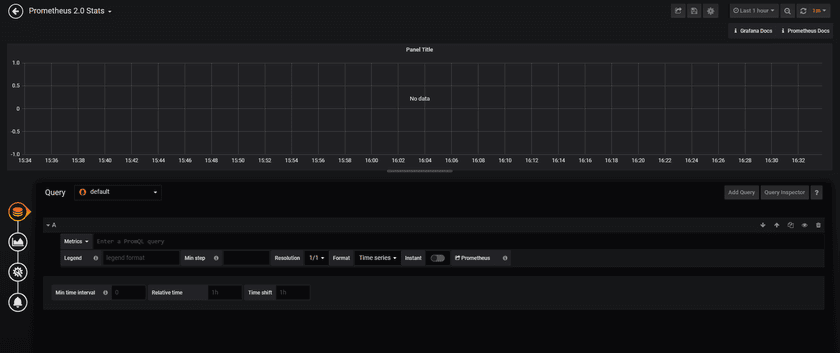 Prometheus 2.0 Stats
Last 1 hour
1m
Grafana Docs
Prometheus Docs
Panel Title
1.0
0.5
0
-0.5
-1.0
No data
15:34 15:36 15:38 15:40 15:42 15:44 15:46 15:48 15:50 15:52 15:54 15:56 15:58 16:00 16:02 16:04 16:06 16:08 16:10 16:12 16:14 16:16 16:18 16:20 16:22 16:24 16:26 16:28 16:30 16:32
Query default Add Query Query Inspector ?
A
Metrics Enter a PromQL query
Legend legend format Min step Resolution 1/1 Format Time series Instant Prometheus
Min time interval 0 Relative time 1h Time shift 1h